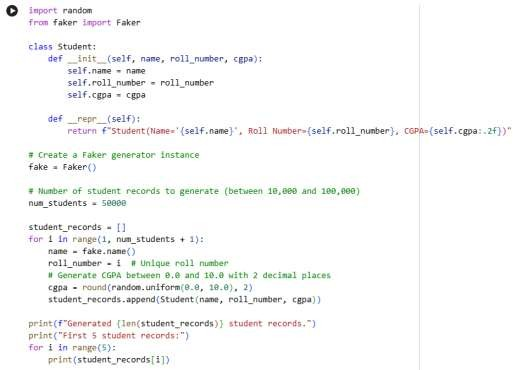 import random
from faker import Faker

class Student:
    def __init__(self, name, roll_number, cgpa):
        self.name = name
        self.roll_number = roll_number
        self.cgpa = cgpa

    def __repr__(self):
        return f"Student(Name='{self.name}', Roll Number={self.roll_number}, CGPA={self.cgpa:.2f})"

# Create a Faker generator instance
fake = Faker()

# Number of student records to generate (between 10,000 and 100,000)
num_students = 50000

student_records = []
for i in range(1, num_students + 1):
    name = fake.name()
    roll_number = i  # Unique roll number
    # Generate CGPA between 0.0 and 10.0 with 2 decimal places
    cgpa = round(random.uniform(0.0, 10.0), 2)
    student_records.append(Student(name, roll_number, cgpa))

print(f"Generated {len(student_records)} student records.")
print("First 5 student records:")
for i in range(5):
    print(student_records[i])